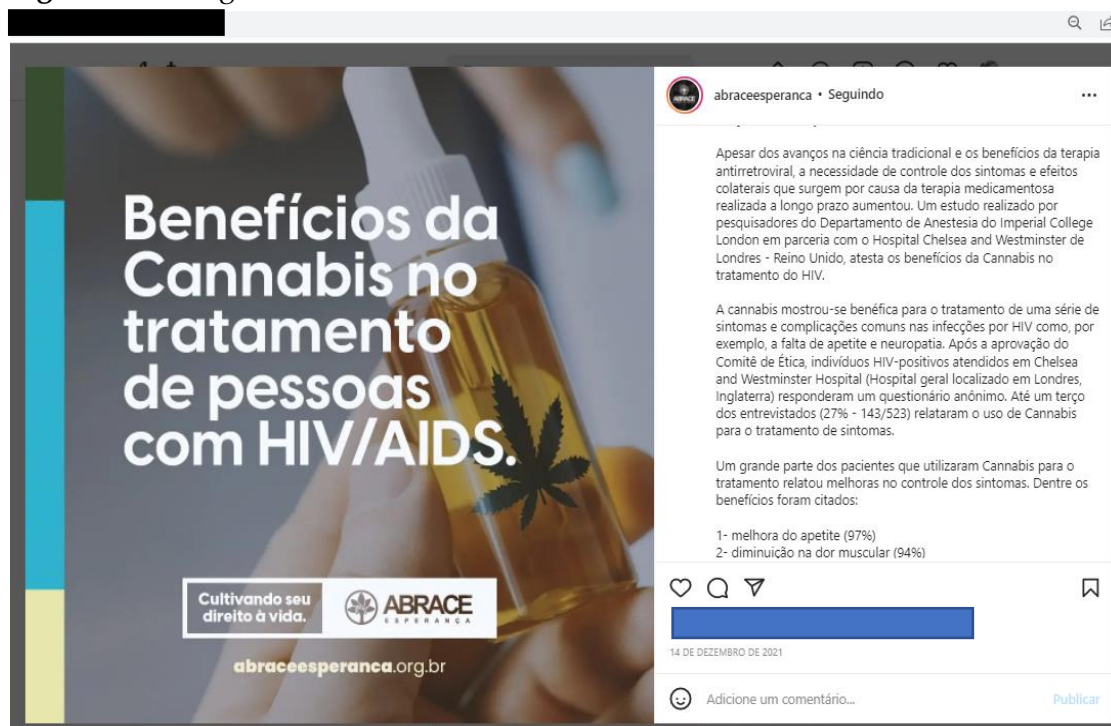 Benefícios da
Cannabis no
tratamento
de pessoas
com HIV/AIDS.
Cultivando seu
direito à vida.
ABRACE
ESPERANÇA
abraceesperanca.org.br
abraceesperanca • Seguindo
Apesar dos avanços na ciência tradicional e os benefícios da terapia
antirretroviral, a necessidade de controle dos sintomas e efeitos
colaterais que surgem por causa da terapia medicamentosa
realizada a longo prazo aumentou. Um estudo realizado por
pesquisadores do Departamento de Anestesia do Imperial College
London em parceria com o Hospital Chelsea and Westminster de
Londres - Reino Unido, atesta os benefícios da Cannabis no
tratamento do HIV.
A cannabis mostrou-se benéfica para o tratamento de uma série de
sintomas e complicações comuns nas infecções por HIV como, por
exemplo, a falta de apetite e neuropatia. Após a aprovação do
Comitê de Ética, indivíduos HIV-positivos atendidos em Chelsea
and Westminster Hospital (Hospital geral localizado em Londres,
Inglaterra) responderam um questionário anônimo. Até um terço
dos entrevistados (27% - 143/523) relataram o uso de Cannabis
para o tratamento de sintomas.
Um grande parte dos pacientes que utilizaram Cannabis para o
tratamento relatou melhoras no controle dos sintomas. Dentre os
benefícios foram citados:
1- melhora do apetite (97%)
2- diminuição na dor muscular (94%)
14 DE DEZEMBRO DE 2021
Adicione um comentário...
Publicar